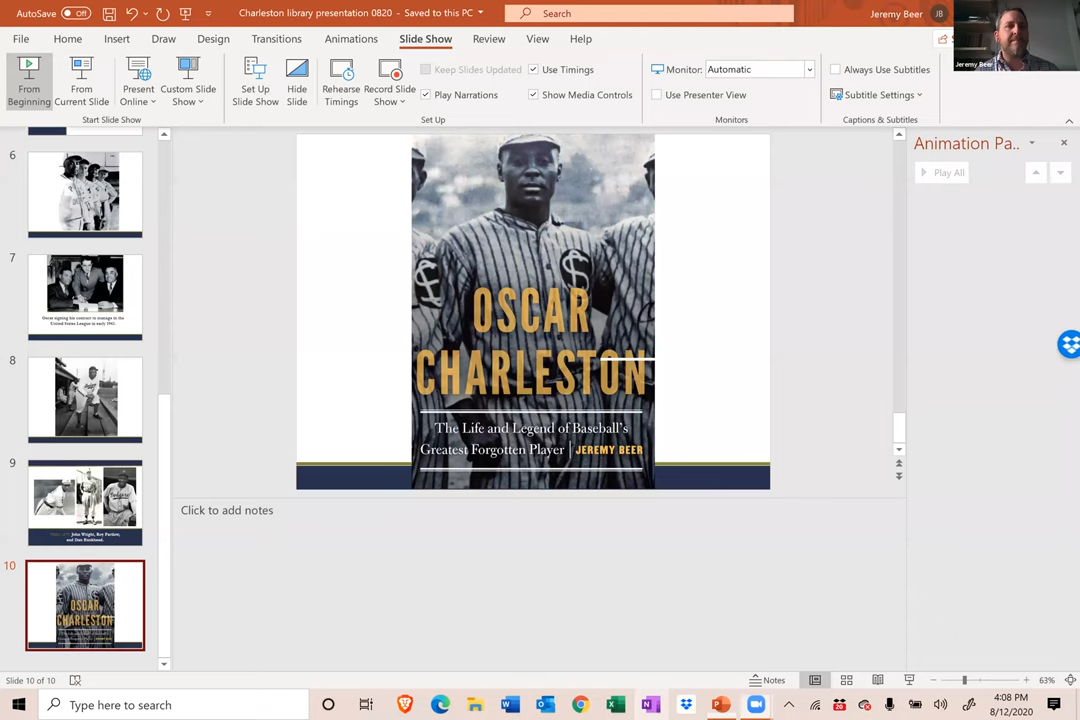 AutoSave Off
Charleston library presentation 0820 - Saved to this PC
Search
Jeremy Beer JB
Jeremy Beer
File Home Insert Draw Design Transitions Animations Slide Show Review View Help
From Beginning
From Current Slide
Present Online
Custom Slide Show
Set Up Slide Show
Hide Slide
Rehearse Timings
Record Slide Show
Keep Slides Updated
Play Narrations
Use Timings
Show Media Controls
Monitor: Automatic
Use Presenter View
Always Use Subtitles
Subtitle Settings
Start Slide Show
Set Up
Monitors
Captions & Subtitles
6
7
Oscar signing his contract to manage in the
United States League in early 1945.
8
9
John Wright, Roy Partlow,
and Dan Bankhead.
10
OSCAR
CHARLESTON
OSCAR
CHARLESTON
The Life and Legend of Baseball's
Greatest Forgotten Player | JEREMY BEER
Click to add notes
Animation Pa..
Play All
Slide 10 of 10
Notes
63%
Type here to search
4:08 PM
8/12/2020